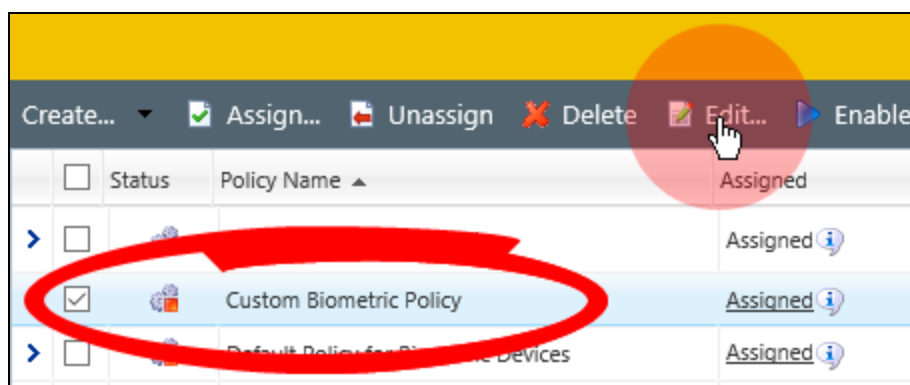 Create... Assign... Unassign Delete Edit... Enable
Status Policy Name Assigned
Assigned
Custom Biometric Policy Assigned
Default Policy for Devices Assigned